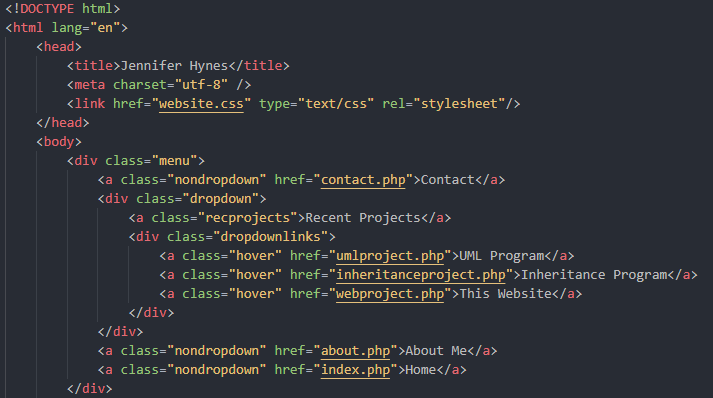 <!DOCTYPE html>
<html lang="en">
    <head>
        <title>Jennifer Hynes</title>
        <meta charset="utf-8" />
        <link href="website.css" type="text/css" rel="stylesheet"/>
    </head>
    <body>
        <div class="menu">
            <a class="nondropdown" href="contact.php">Contact</a>
            <div class="dropdown">
                <a class="recprojects">Recent Projects</a>
                <div class="dropdownlinks">
                    <a class="hover" href="umlproject.php">UML Program</a>
                    <a class="hover" href="inheritanceproject.php">Inheritance Program</a>
                    <a class="hover" href="webproject.php">This Website</a>
                </div>
            </div>
            <a class="nondropdown" href="about.php">About Me</a>
            <a class="nondropdown" href="index.php">Home</a>
        </div>